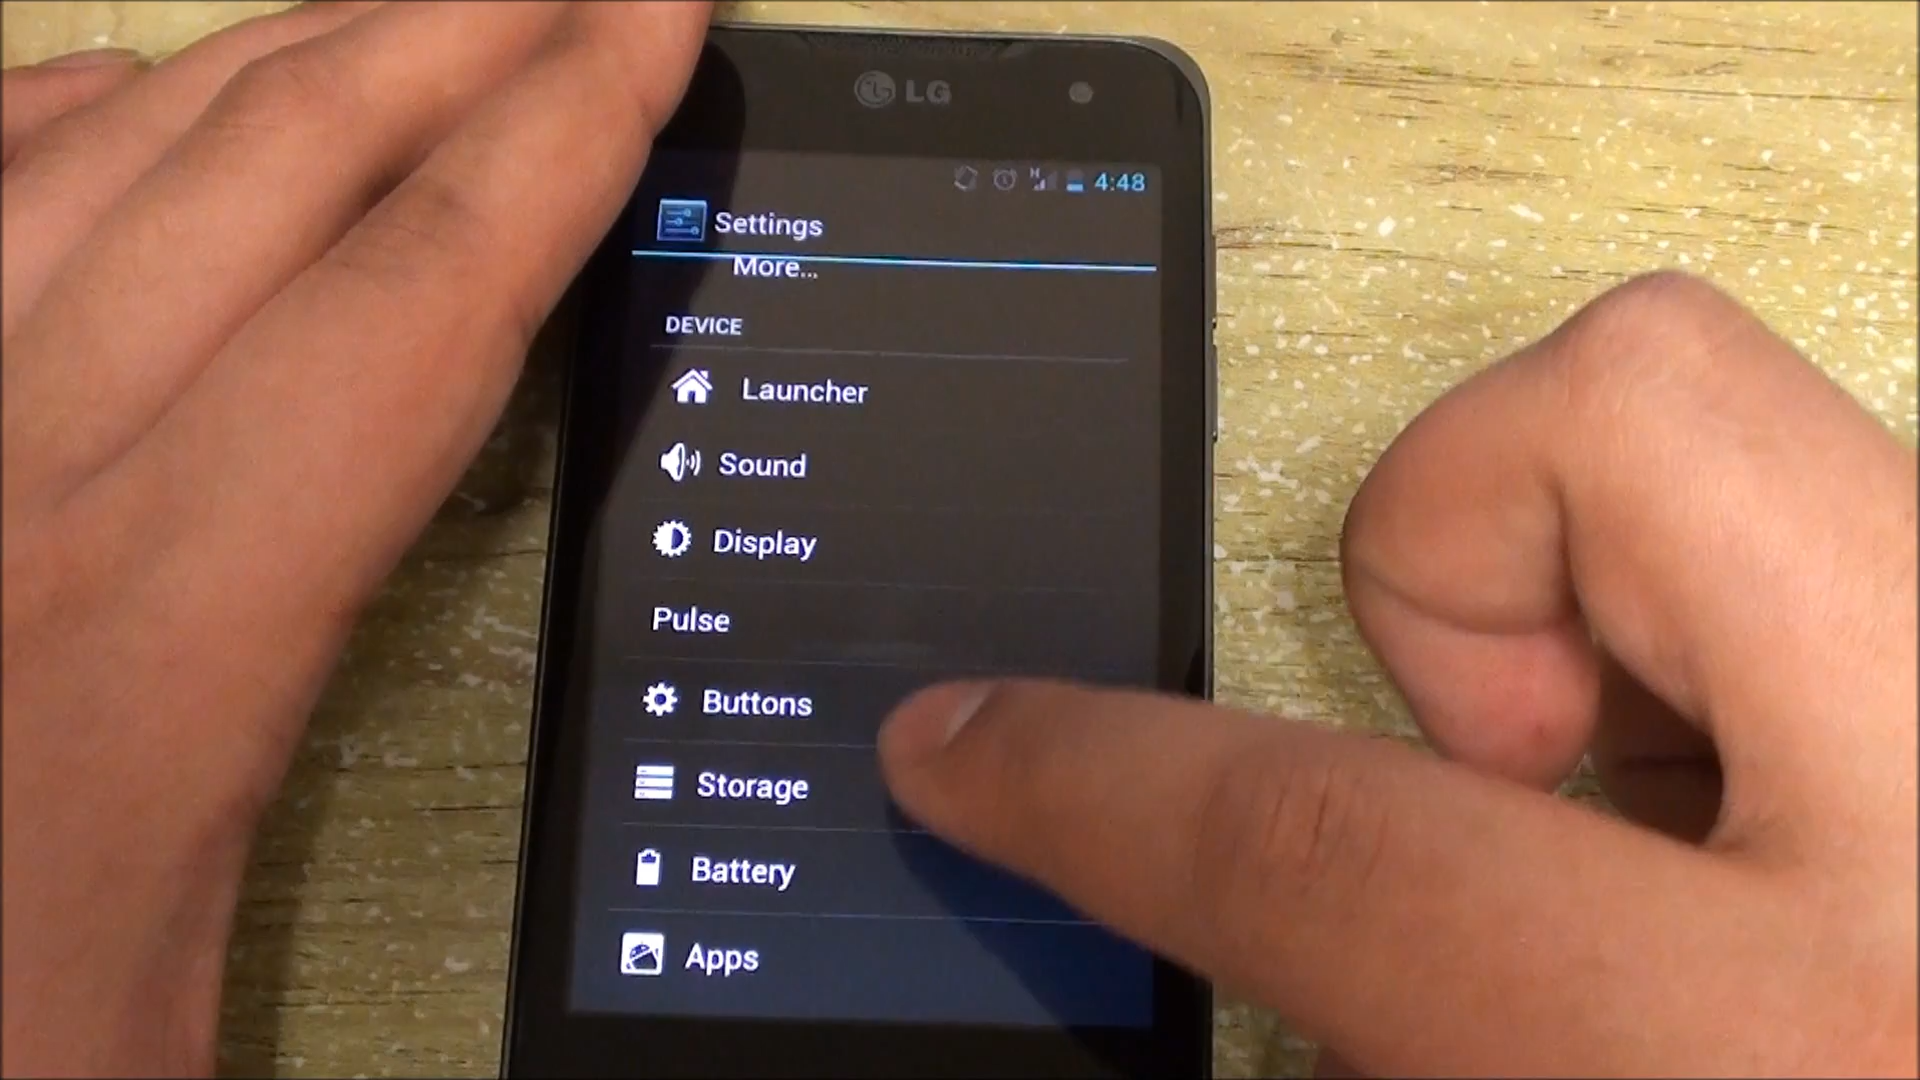 LG
H
4:48
Settings
More...
DEVICE
Launcher
Sound
Display
Pulse
Buttons
Storage
Battery
Apps